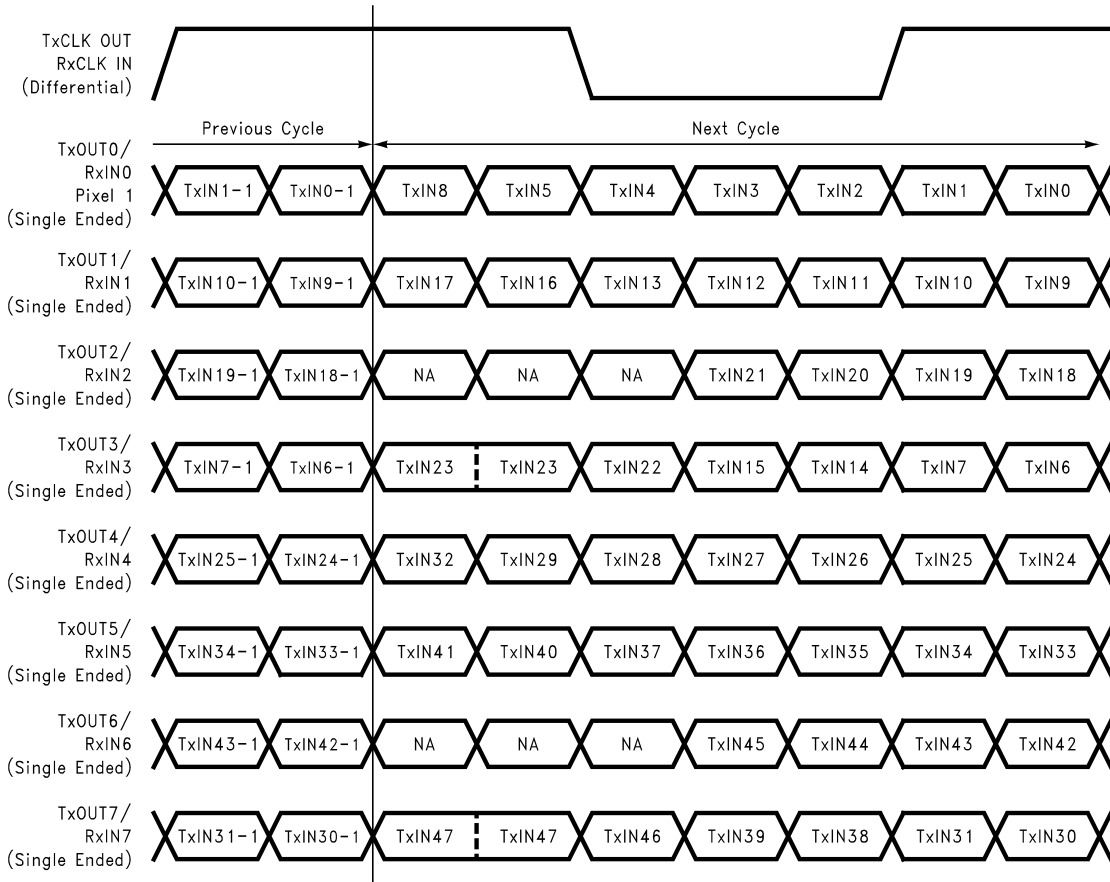 TxCLK OUT
RxCLK IN
(Differential)
Previous Cycle Next Cycle
TxOUT0/
RxIN0
Pixel 1
(Single Ended)
TxIN1-1 TxIN0-1 TxIN8 TxIN5 TxIN4 TxIN3 TxIN2 TxIN1 TxIN0
TxOUT1/
RxIN1
(Single Ended)
TxIN10-1 TxIN9-1 TxIN17 TxIN16 TxIN13 TxIN12 TxIN11 TxIN10 TxIN9
TxOUT2/
RxIN2
(Single Ended)
TxIN19-1 TxIN18-1 NA NA NA TxIN21 TxIN20 TxIN19 TxIN18
TxOUT3/
RxIN3
(Single Ended)
TxIN7-1 TxIN6-1 TxIN23 TxIN23 TxIN22 TxIN15 TxIN14 TxIN7 TxIN6
TxOUT4/
RxIN4
(Single Ended)
TxIN25-1 TxIN24-1 TxIN32 TxIN29 TxIN28 TxIN27 TxIN26 TxIN25 TxIN24
TxOUT5/
RxIN5
(Single Ended)
TxIN34-1 TxIN33-1 TxIN41 TxIN40 TxIN37 TxIN36 TxIN35 TxIN34 TxIN33
TxOUT6/
RxIN6
(Single Ended)
TxIN43-1 TxIN42-1 NA NA NA TxIN45 TxIN44 TxIN43 TxIN42
TxOUT7/
RxIN7
(Single Ended)
TxIN31-1 TxIN30-1 TxIN47 TxIN47 TxIN46 TxIN39 TxIN38 TxIN31 TxIN30